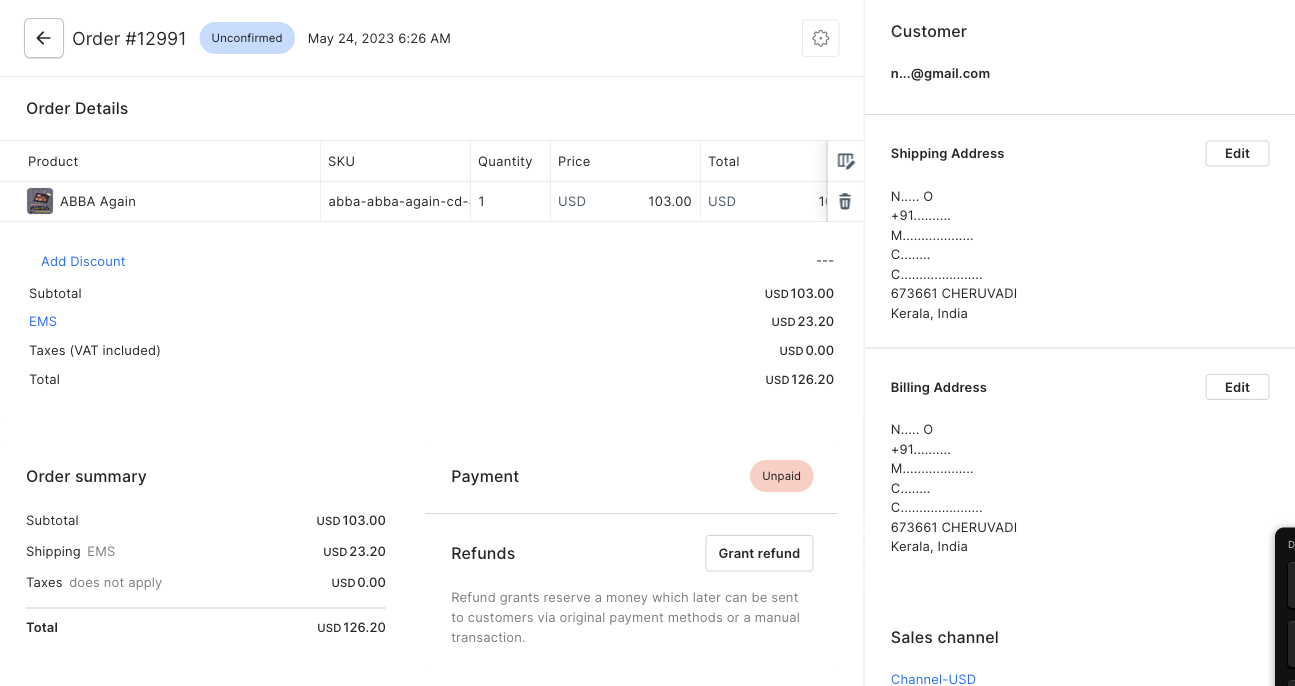 Order #12991 Unconfirmed May 24, 2023 6:26 AM
Order Details
Product SKU Quantity Price Total
ABBA Again abba-abba-again-cd- 1 USD 103.00 USD
Add Discount ---
Subtotal USD 103.00
EMS USD 23.20
Taxes (VAT included) USD 0.00
Total USD 126.20
Order summary
Subtotal USD 103.00
Shipping EMS USD 23.20
Taxes does not apply USD 0.00
Total USD 126.20
Payment Unpaid
Refunds Grant refund
Refund grants reserve a money which later can be sent
to customers via original payment methods or a manual
transaction.
Customer
n...@gmail.com
Shipping Address Edit
N..... O
+91..........
M...................
C........
C......................
673661 CHERUVADI
Kerala, India
Billing Address Edit
N..... O
+91..........
M...................
C........
C......................
673661 CHERUVADI
Kerala, India
Sales channel
Channel-USD